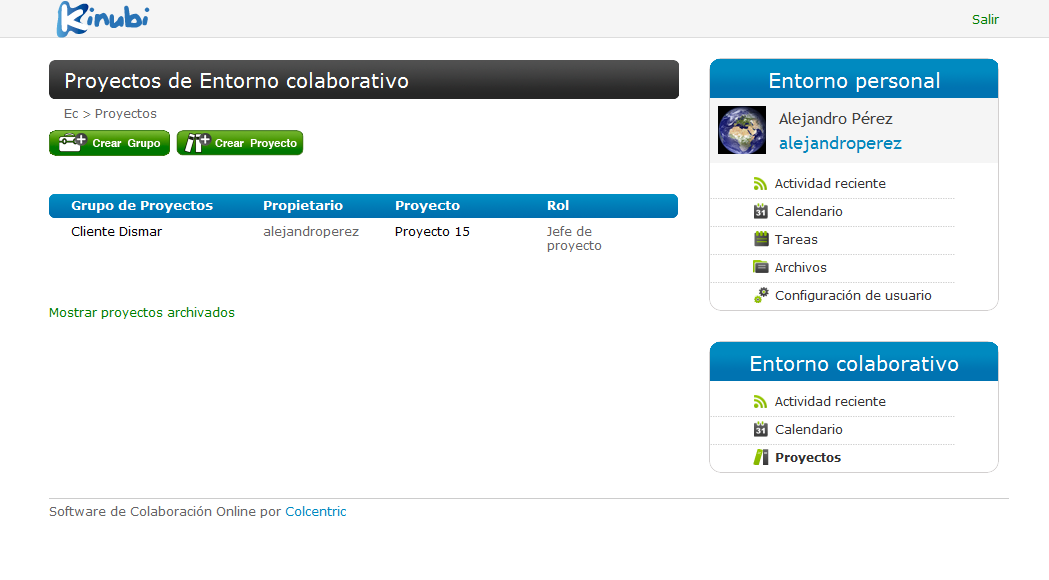 Kinubi
Salir
Proyectos de Entorno colaborativo
Ec > Proyectos
Crear Grupo
Crear Proyecto
Grupo de Proyectos Propietario Proyecto Rol
Cliente Dismar alejandroperez Proyecto 15 Jefe de
proyecto
Mostrar proyectos archivados
Entorno personal
Alejandro Pérez
alejandroperez
Actividad reciente
31 Calendario
Tareas
Archivos
Configuración de usuario
Entorno colaborativo
Actividad reciente
31 Calendario
Proyectos
Software de Colaboración Online por Colcentric